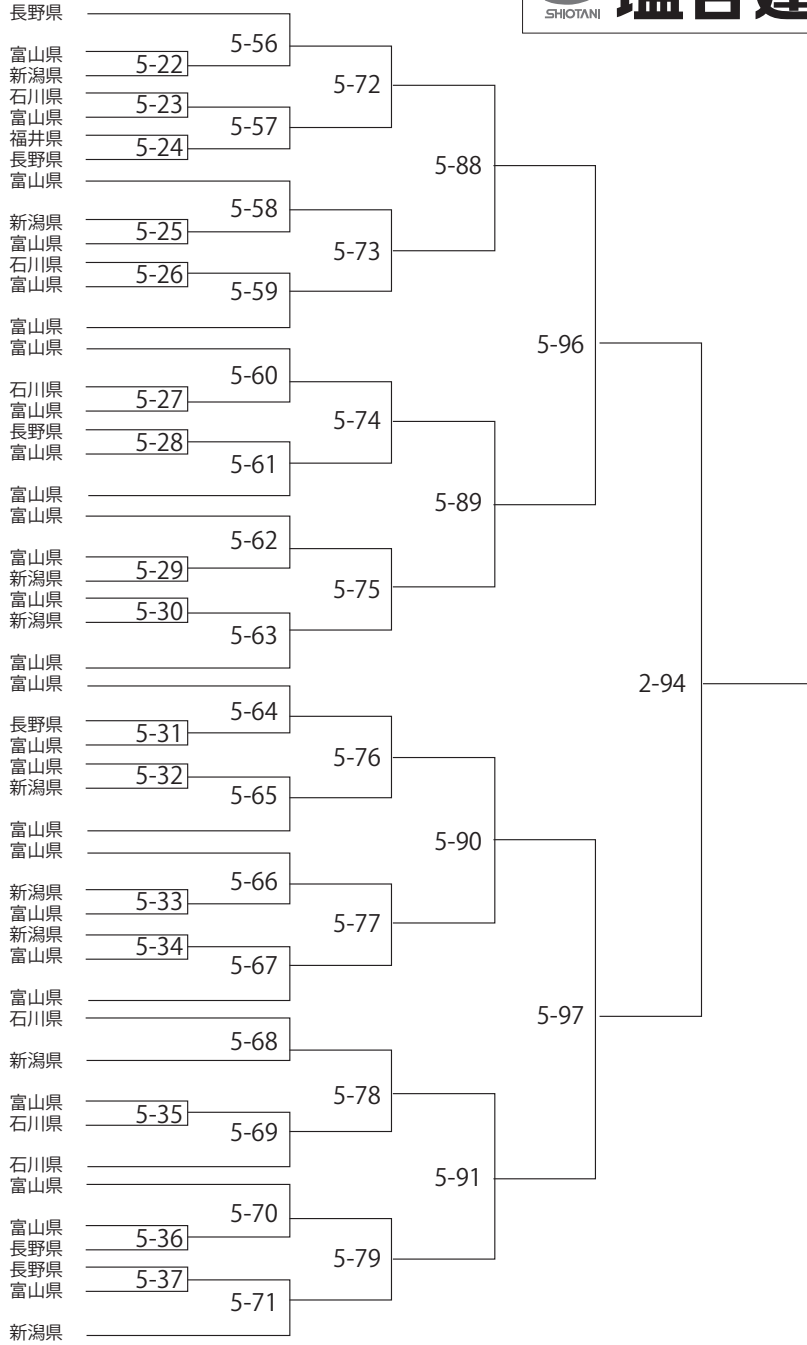 長野県
SHIOTANI 塩谷建
富山県
新潟県
石川県
富山県
福井県
長野県
富山県
新潟県
富山県
石川県
富山県
富山県
富山県
石川県
富山県
長野県
富山県
富山県
富山県
富山県
新潟県
富山県
新潟県
富山県
富山県
長野県
富山県
富山県
新潟県
富山県
富山県
新潟県
富山県
新潟県
富山県
富山県
石川県
新潟県
富山県
石川県
石川県
富山県
富山県
長野県
長野県
富山県
新潟県
5-22
5-23
5-24
5-25
5-26
5-27
5-28
5-29
5-30
5-31
5-32
5-33
5-34
5-35
5-36
5-37
5-56
5-57
5-58
5-59
5-60
5-61
5-62
5-63
5-64
5-65
5-66
5-67
5-68
5-69
5-70
5-71
5-72
5-73
5-74
5-75
5-76
5-77
5-78
5-79
5-88
5-89
5-90
5-91
5-96
5-97
2-94